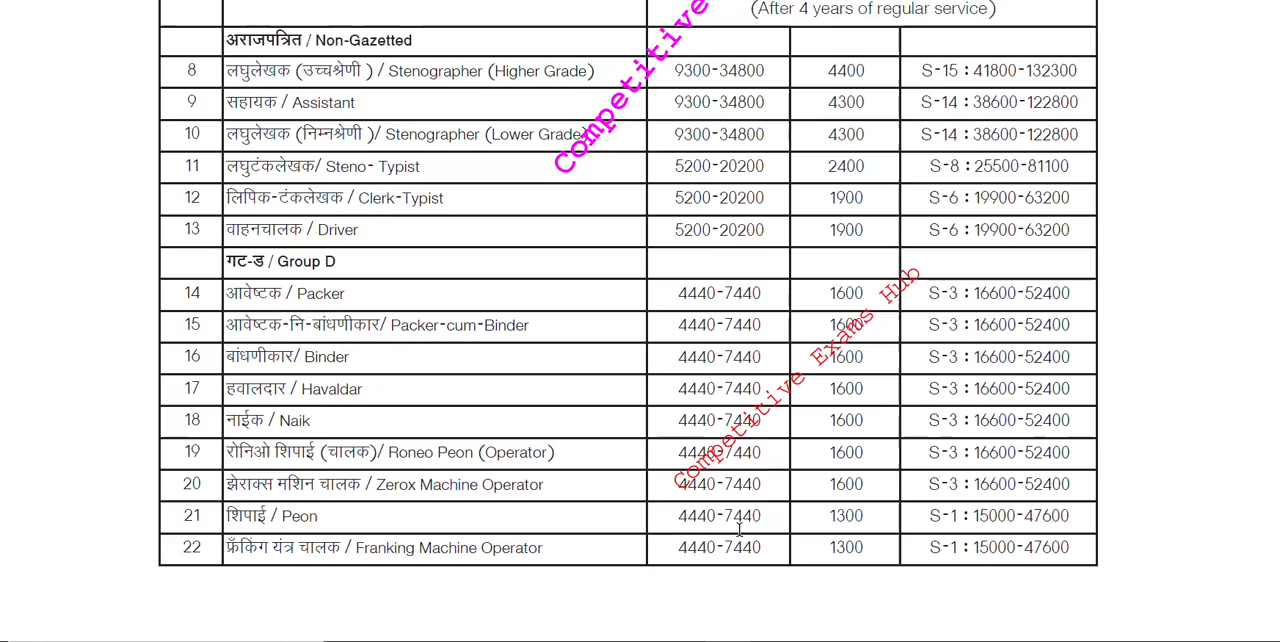 (After 4 years of regular service)
अराजपत्रित / Non-Gazetted
8 लघुलेखक (उच्चश्रेणी ) / Stenographer (Higher Grade) 9300-34800 4400 S-15 : 41800-132300
9 सहायक / Assistant 9300-34800 4300 S-14 : 38600-122800
10 लघुलेखक (निम्नश्रेणी )/ Stenographer (Lower Grade) 9300-34800 4300 S-14 : 38600-122800
11 लघुटंकलेखक/ Steno- Typist 5200-20200 2400 S-8 : 25500-81100
12 लिपिक-टंकलेखक / Clerk-Typist 5200-20200 1900 S-6 : 19900-63200
13 वाहनचालक / Driver 5200-20200 1900 S-6 : 19900-63200
गट-ड / Group D
14 आवेष्टक / Packer 4440-7440 1600 S-3 : 16600-52400
15 आवेष्टक-नि-बांधणीकार/ Packer-cum-Binder 4440-7440 1600 S-3 : 16600-52400
16 बांधणीकार/ Binder 4440-7440 1600 S-3 : 16600-52400
17 हवालदार / Havaldar 4440-7440 1600 S-3 : 16600-52400
18 नाईक / Naik 4440-7440 1600 S-3 : 16600-52400
19 रोनिओ शिपाई (चालक)/ Roneo Peon (Operator) 4440-7440 1600 S-3 : 16600-52400
20 झेराक्स मशिन चालक / Zerox Machine Operator 4440-7440 1600 S-3 : 16600-52400
21 शिपाई / Peon 4440-7440 1300 S-1 : 15000-47600
22 फ्रँकिंग यंत्र चालक / Franking Machine Operator 4440-7440 1300 S-1 : 15000-47600
Competitive
Competitive Exams Hub